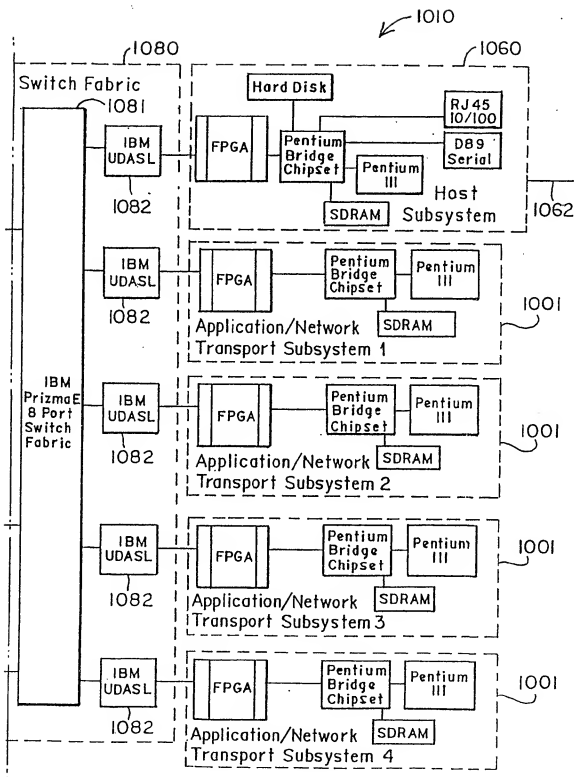 1010
1080
1060
Switch Fabric
1081
Hard Disk
RJ45
10/100
D89
Serial
IBM
UDASL
FPGA
Pentium
Bridge
Chipset
Pentium
III
Host
Subsystem
1082
SDRAM
1062
IBM
UDASL
1082
FPGA
Pentium
Bridge
Chipset
Pentium
III
SDRAM
1001
Application/Network
Transport Subsystem 1
IBM
PrizmaE
8 Port
Switch
Fabric
IBM
UDASL
1082
FPGA
Pentium
Bridge
Chipset
Pentium
III
SDRAM
1001
Application/Network
Transport Subsystem 2
IBM
UDASL
1082
FPGA
Pentium
Bridge
Chipset
Pentium
III
SDRAM
1001
Application/Network
Transport Subsystem 3
IBM
UDASL
1082
FPGA
Pentium
Bridge
Chipset
Pentium
III
SDRAM
1001
Application/Network
Transport Subsystem 4